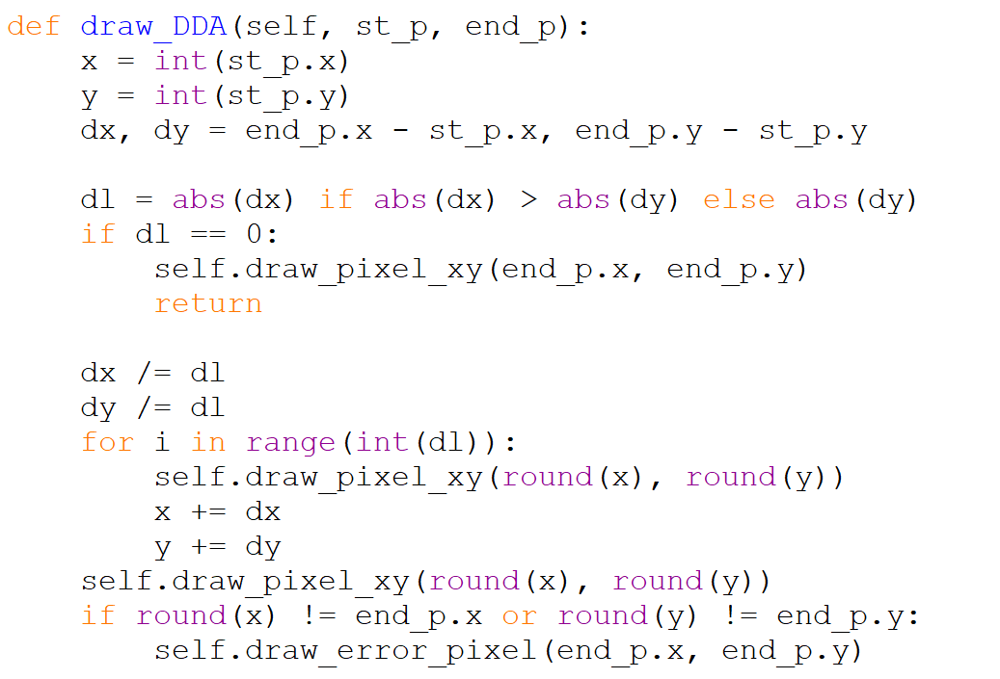 def draw_DDA(self, st_p, end_p):
    x = int(st_p.x)
    y = int(st_p.y)
    dx, dy = end_p.x - st_p.x, end_p.y - st_p.y

    dl = abs(dx) if abs(dx) > abs(dy) else abs(dy)
    if dl == 0:
        self.draw_pixel_xy(end_p.x, end_p.y)
        return

    dx /= dl
    dy /= dl
    for i in range(int(dl)):
        self.draw_pixel_xy(round(x), round(y))
        x += dx
        y += dy
    self.draw_pixel_xy(round(x), round(y))
    if round(x) != end_p.x or round(y) != end_p.y:
        self.draw_error_pixel(end_p.x, end_p.y)